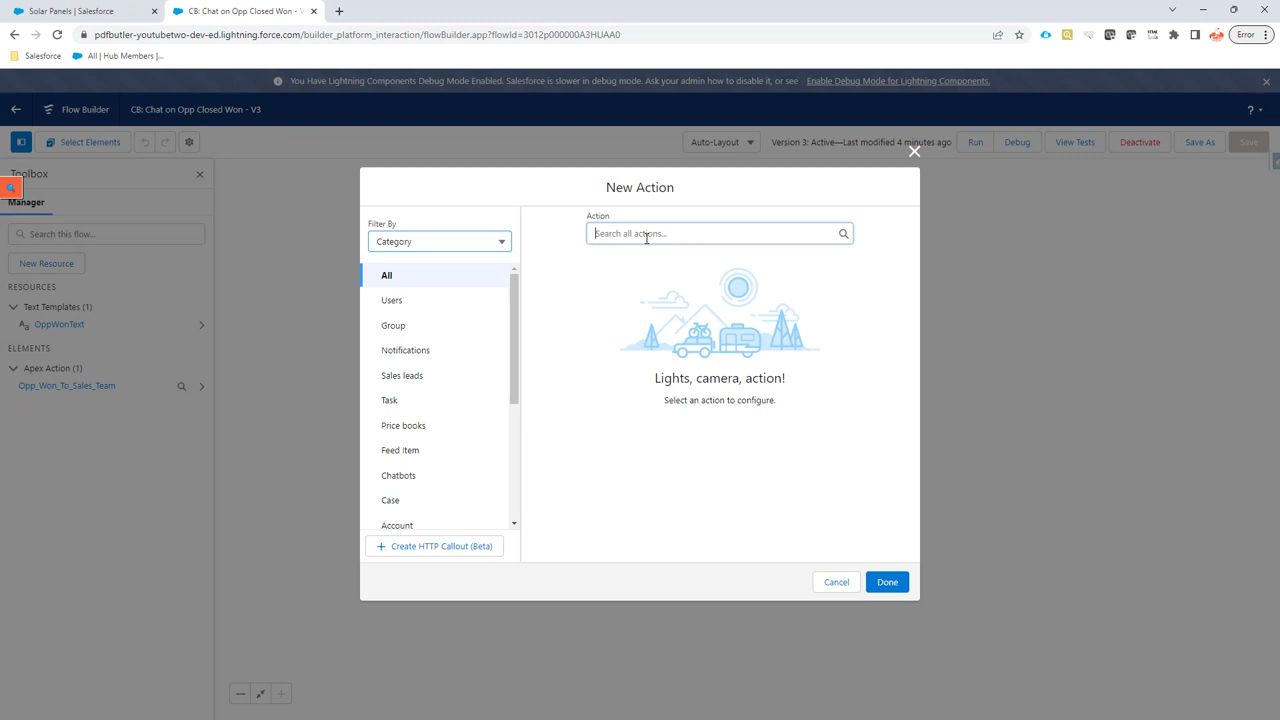 Solar Panels | Salesforce
CB: Chat on Opp Closed Won - V3
pdfbutler-youtubetwo-dev-ed.lightning.force.com/builder_platform_interaction/flowBuilder.app?flowId=3012p000000A3HUAA0
Error
Salesforce
All | Hub Members |...
You Have Lightning Components Debug Mode Enabled. Salesforce is slower in debug mode. Ask your admin how to disable it, or see Enable Debug Mode for Lightning Components.
Flow Builder
CB: Chat on Opp Closed Won - V3
?
Select Elements
Auto-Layout
Version 3: Active—Last modified 4 minutes ago
Run
Debug
View Tests
Deactivate
Save As
Save
Toolbox
Manager
Search this flow...
New Resource
RESOURCES
Text Templates (1)
OppWonText
ELEMENTS
Apex Action (1)
Opp_Won_To_Sales_Team
New Action
Filter By
Category
All
Users
Group
Notifications
Sales leads
Task
Price books
Feed Item
Chatbots
Case
Account
Create HTTP Callout (Beta)
Action
Search all actions...
Lights, camera, action!
Select an action to configure.
Cancel
Done